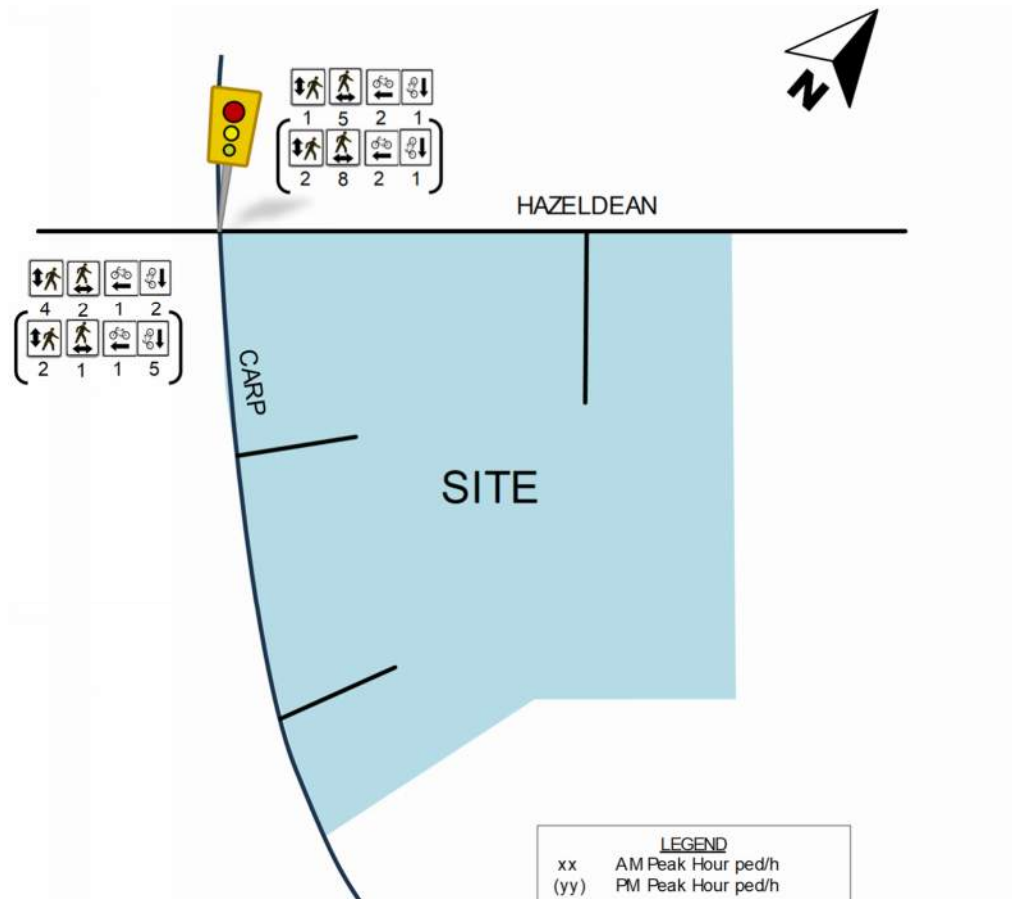 1 5 2 1
2 8 2 1
N
HAZELDEAN
4 2 1 2
2 1 1 5
CARP
SITE
LEGEND
xx AM Peak Hour ped/h
(yy) PM Peak Hour ped/h